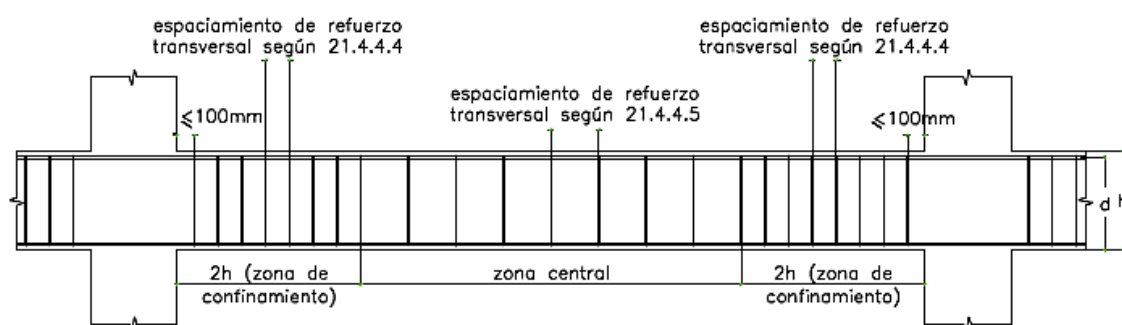 espaciamiento de refuerzo
transversal según 21.4.4.4
espaciamiento de refuerzo
transversal según 21.4.4.4
espaciamiento de refuerzo
transversal según 21.4.4.5
≤100mm
≤100mm
d
h
2h (zona de
confinamiento)
zona central
2h (zona de
confinamiento)